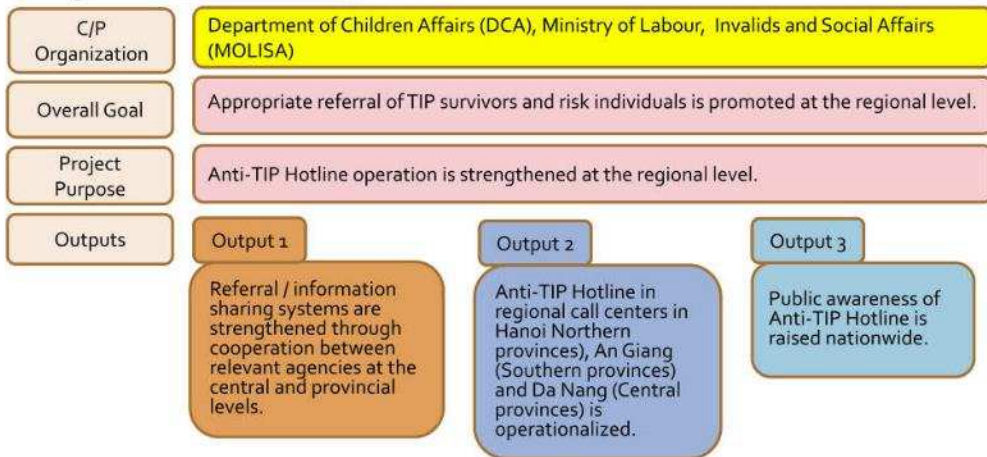 C/P
Organization
Department of Children Affairs (DCA), Ministry of Labour, Invalids and Social Affairs
(MOLISA)
Overall Goal
Appropriate referral of TIP survivors and risk individuals is promoted at the regional level.
Project
Purpose
Anti-TIP Hotline operation is strengthened at the regional level.
Outputs
Output 1
Referral / information
sharing systems are
strengthened through
cooperation between
relevant agencies at the
central and provincial
levels.
Output 2
Anti-TIP Hotline in
regional call centers in
Hanoi Northern
provinces), An Giang
(Southern provinces)
and Da Nang (Central
provinces) is
operationalized.
Output 3
Public awareness of
Anti-TIP Hotline is
raised nationwide.